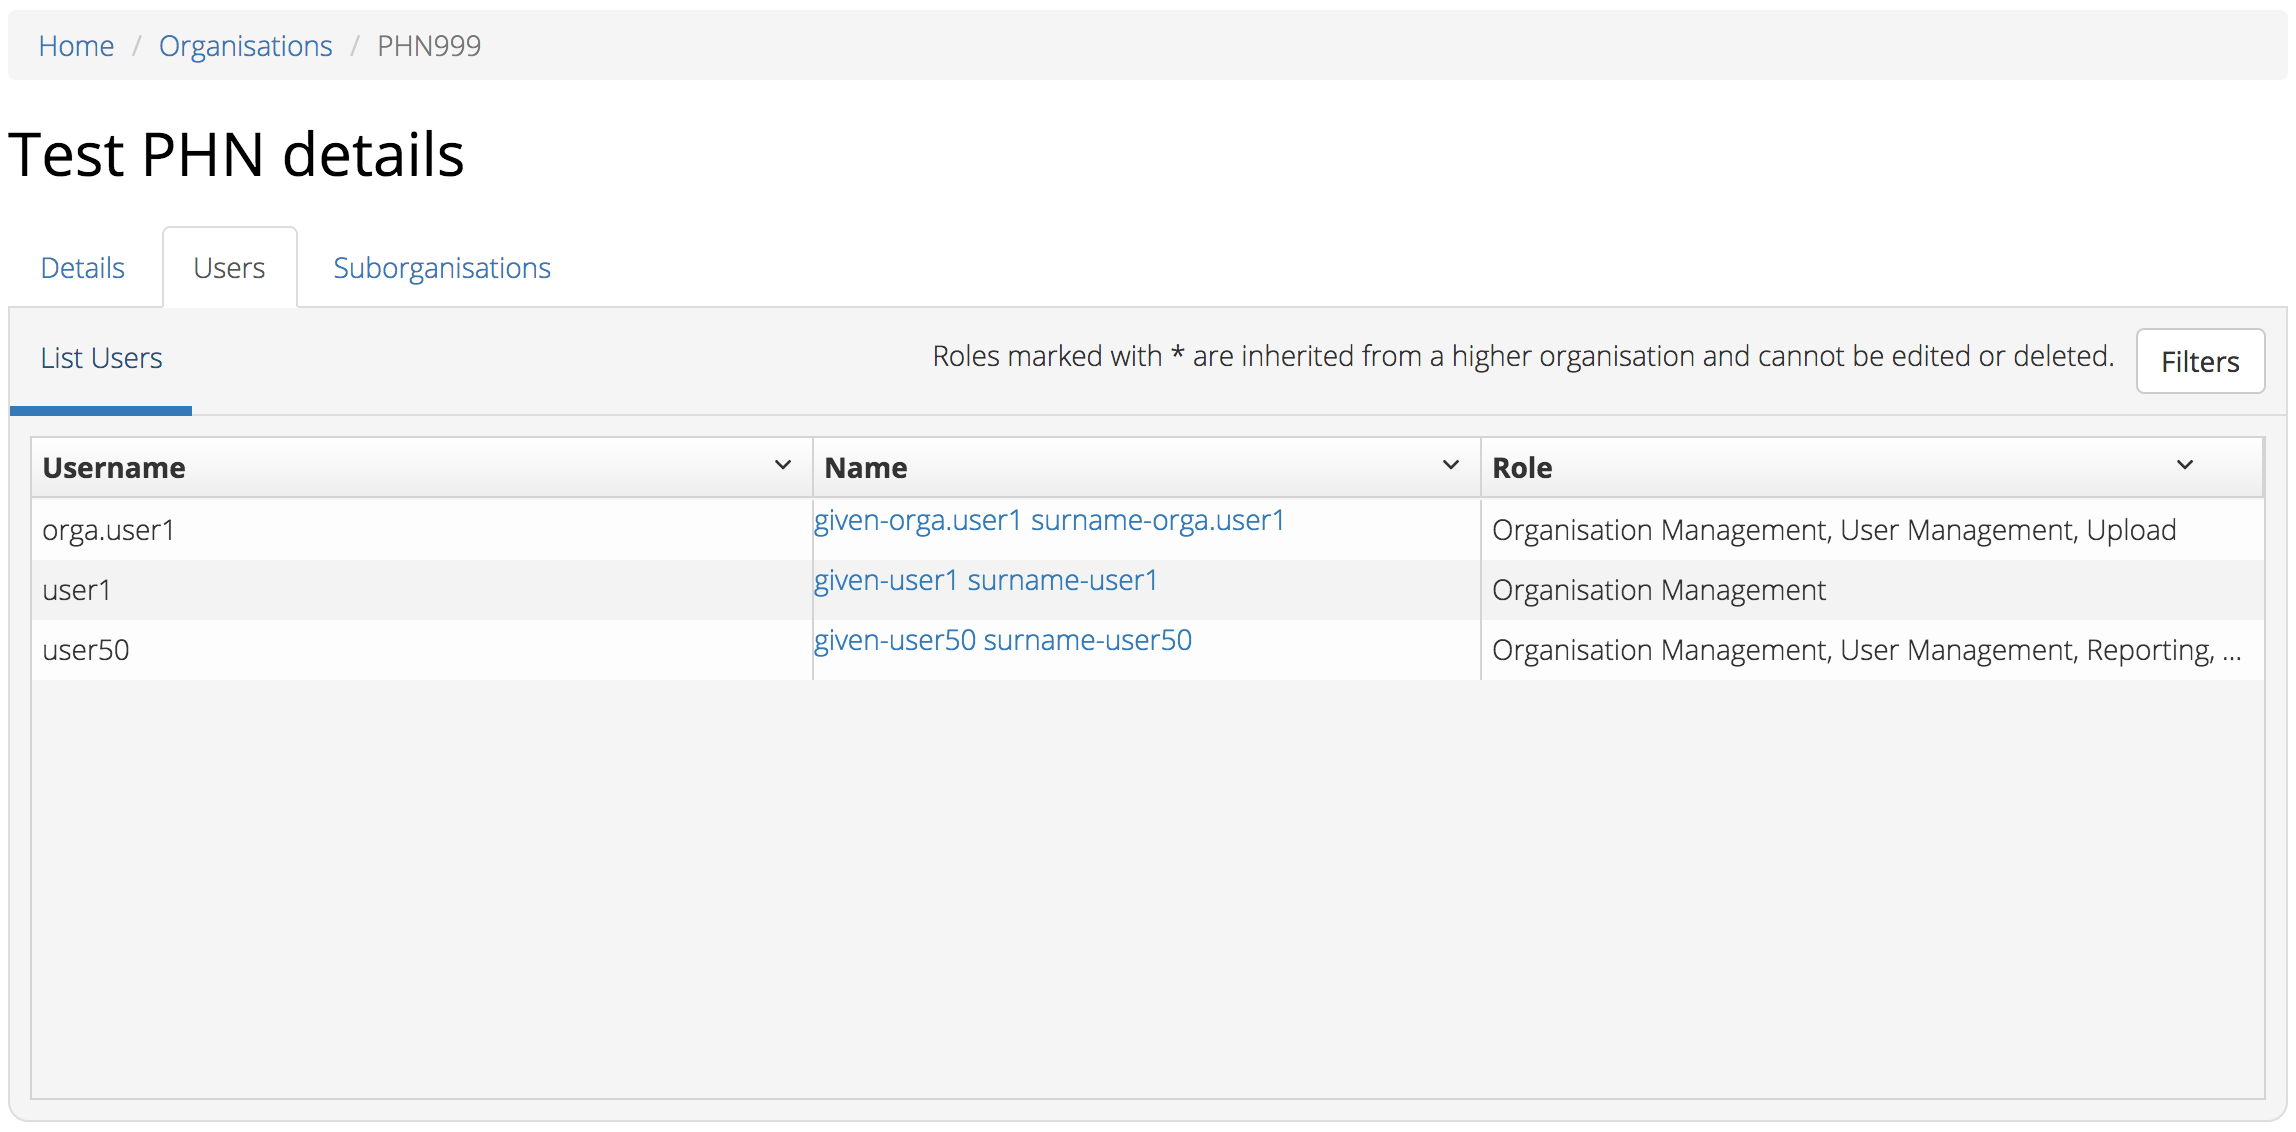 Home / Organisations / PHN999
Test PHN details
Details Users Suborganisations
List Users Roles marked with * are inherited from a higher organisation and cannot be edited or deleted. Filters
Username Name Role
orga.user1 given-orga.user1 surname-orga.user1 Organisation Management, User Management, Upload
user1 given-user1 surname-user1 Organisation Management
user50 given-user50 surname-user50 Organisation Management, User Management, Reporting, ...